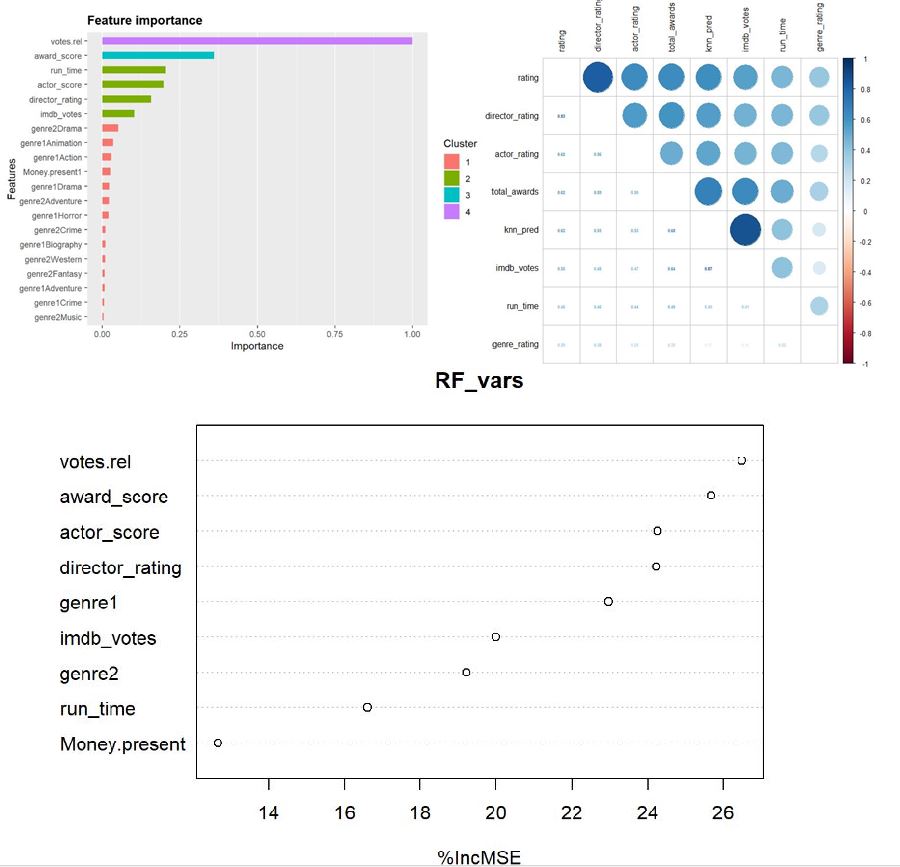 Feature importance
Features
votes.rel
award_score
run_time
actor_score
director_rating
imdb_votes
genre2Drama
genre1Animation
genre1Action
Money.present1
genre1Drama
genre2Adventure
genre1Horror
genre2Crime
genre1Biography
genre2Western
genre2Fantasy
genre1Adventure
genre1Crime
genre2Music
0.00 0.25 0.50 0.75 1.00
Importance
Cluster
1
2
3
4
rating director_rating actor_rating total_awards knn_pred imdb_votes run_time genre_rating
rating
director_rating
actor_rating
total_awards
knn_pred
imdb_votes
run_time
genre_rating
1
0.8
0.6
0.4
0.2
0
-0.2
-0.4
-0.6
-0.8
-1
RF_vars
votes.rel
award_score
actor_score
director_rating
genre1
imdb_votes
genre2
run_time
Money.present
14 16 18 20 22 24 26
%IncMSE